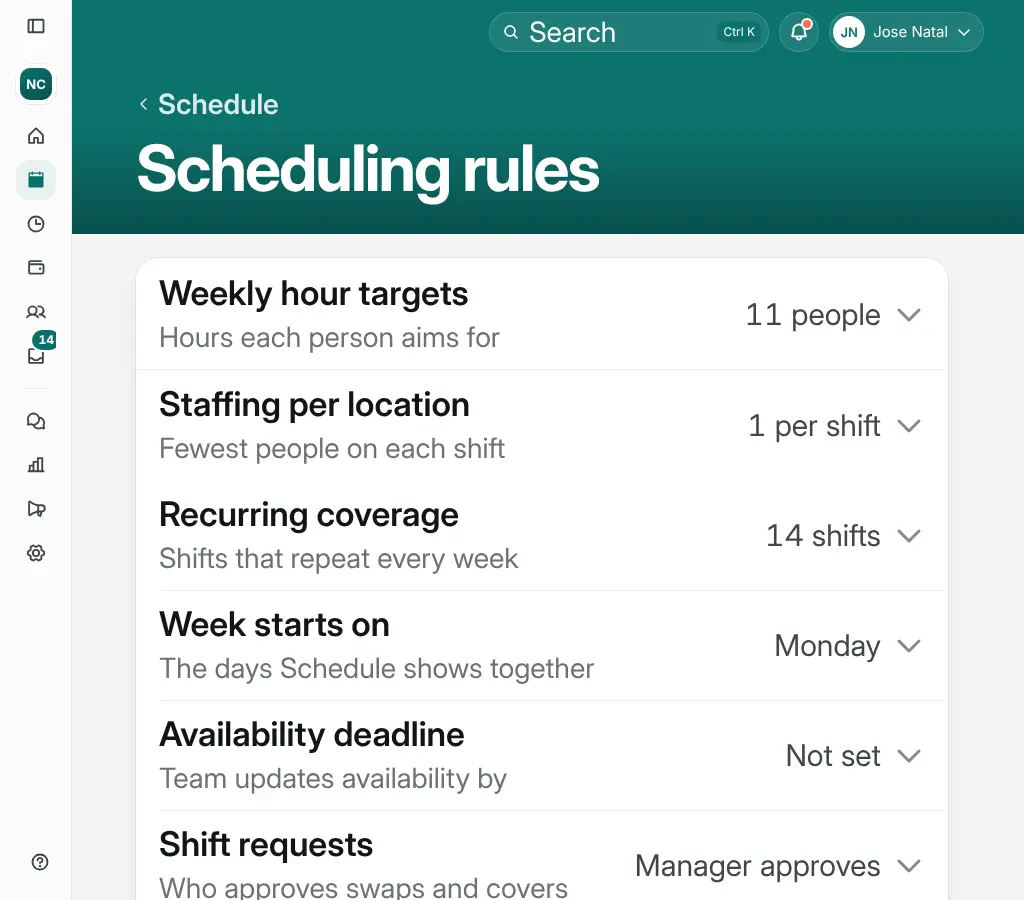 Search
Ctrl K
JN
Jose Natal
NC
Schedule
Scheduling rules
14
Weekly hour targets
Hours each person aims for
11 people
Staffing per location
Fewest people on each shift
1 per shift
Recurring coverage
Shifts that repeat every week
14 shifts
Week starts on
The days Schedule shows together
Monday
Availability deadline
Team updates availability by
Not set
Shift requests
Who approves swaps and covers
Manager approves